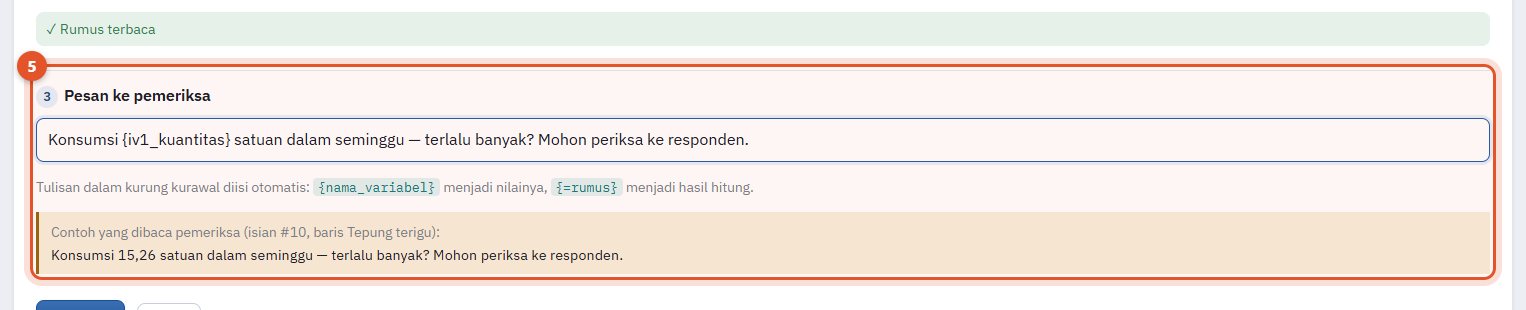 ✓ Rumus terbaca
5
3 Pesan ke pemeriksa
Konsumsi {iv1_kuantitas} satuan dalam seminggu — terlalu banyak? Mohon periksa ke responden.
Tulisan dalam kurung kurawal diisi otomatis: {nama_variabel} menjadi nilainya, {=rumus} menjadi hasil hitung.
Contoh yang dibaca pemeriksa (isian #10, baris Tepung terigu):
Konsumsi 15,26 satuan dalam seminggu — terlalu banyak? Mohon periksa ke responden.